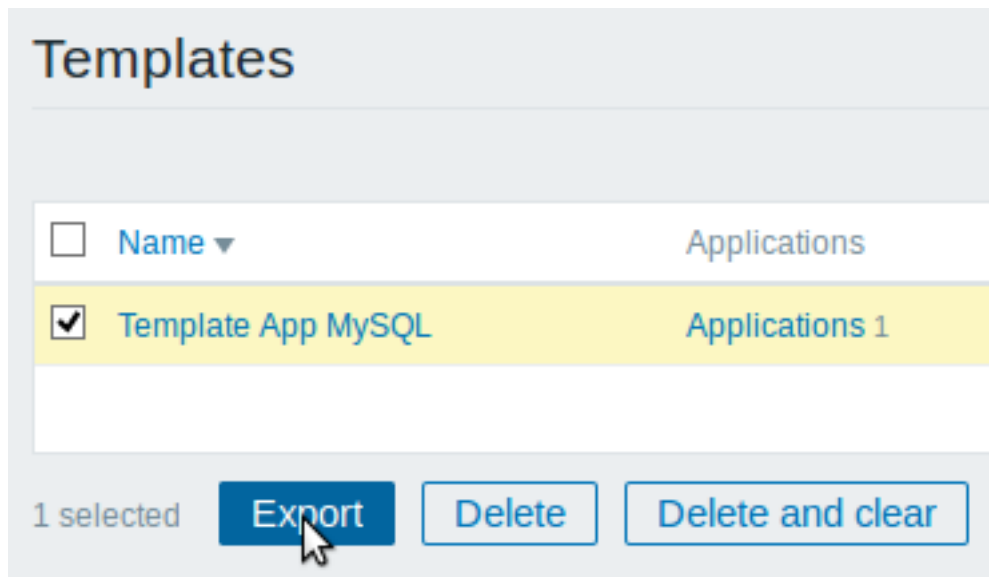 Templates
Name Applications
Template App MySQL Applications 1
1 selected Export Delete Delete and clear